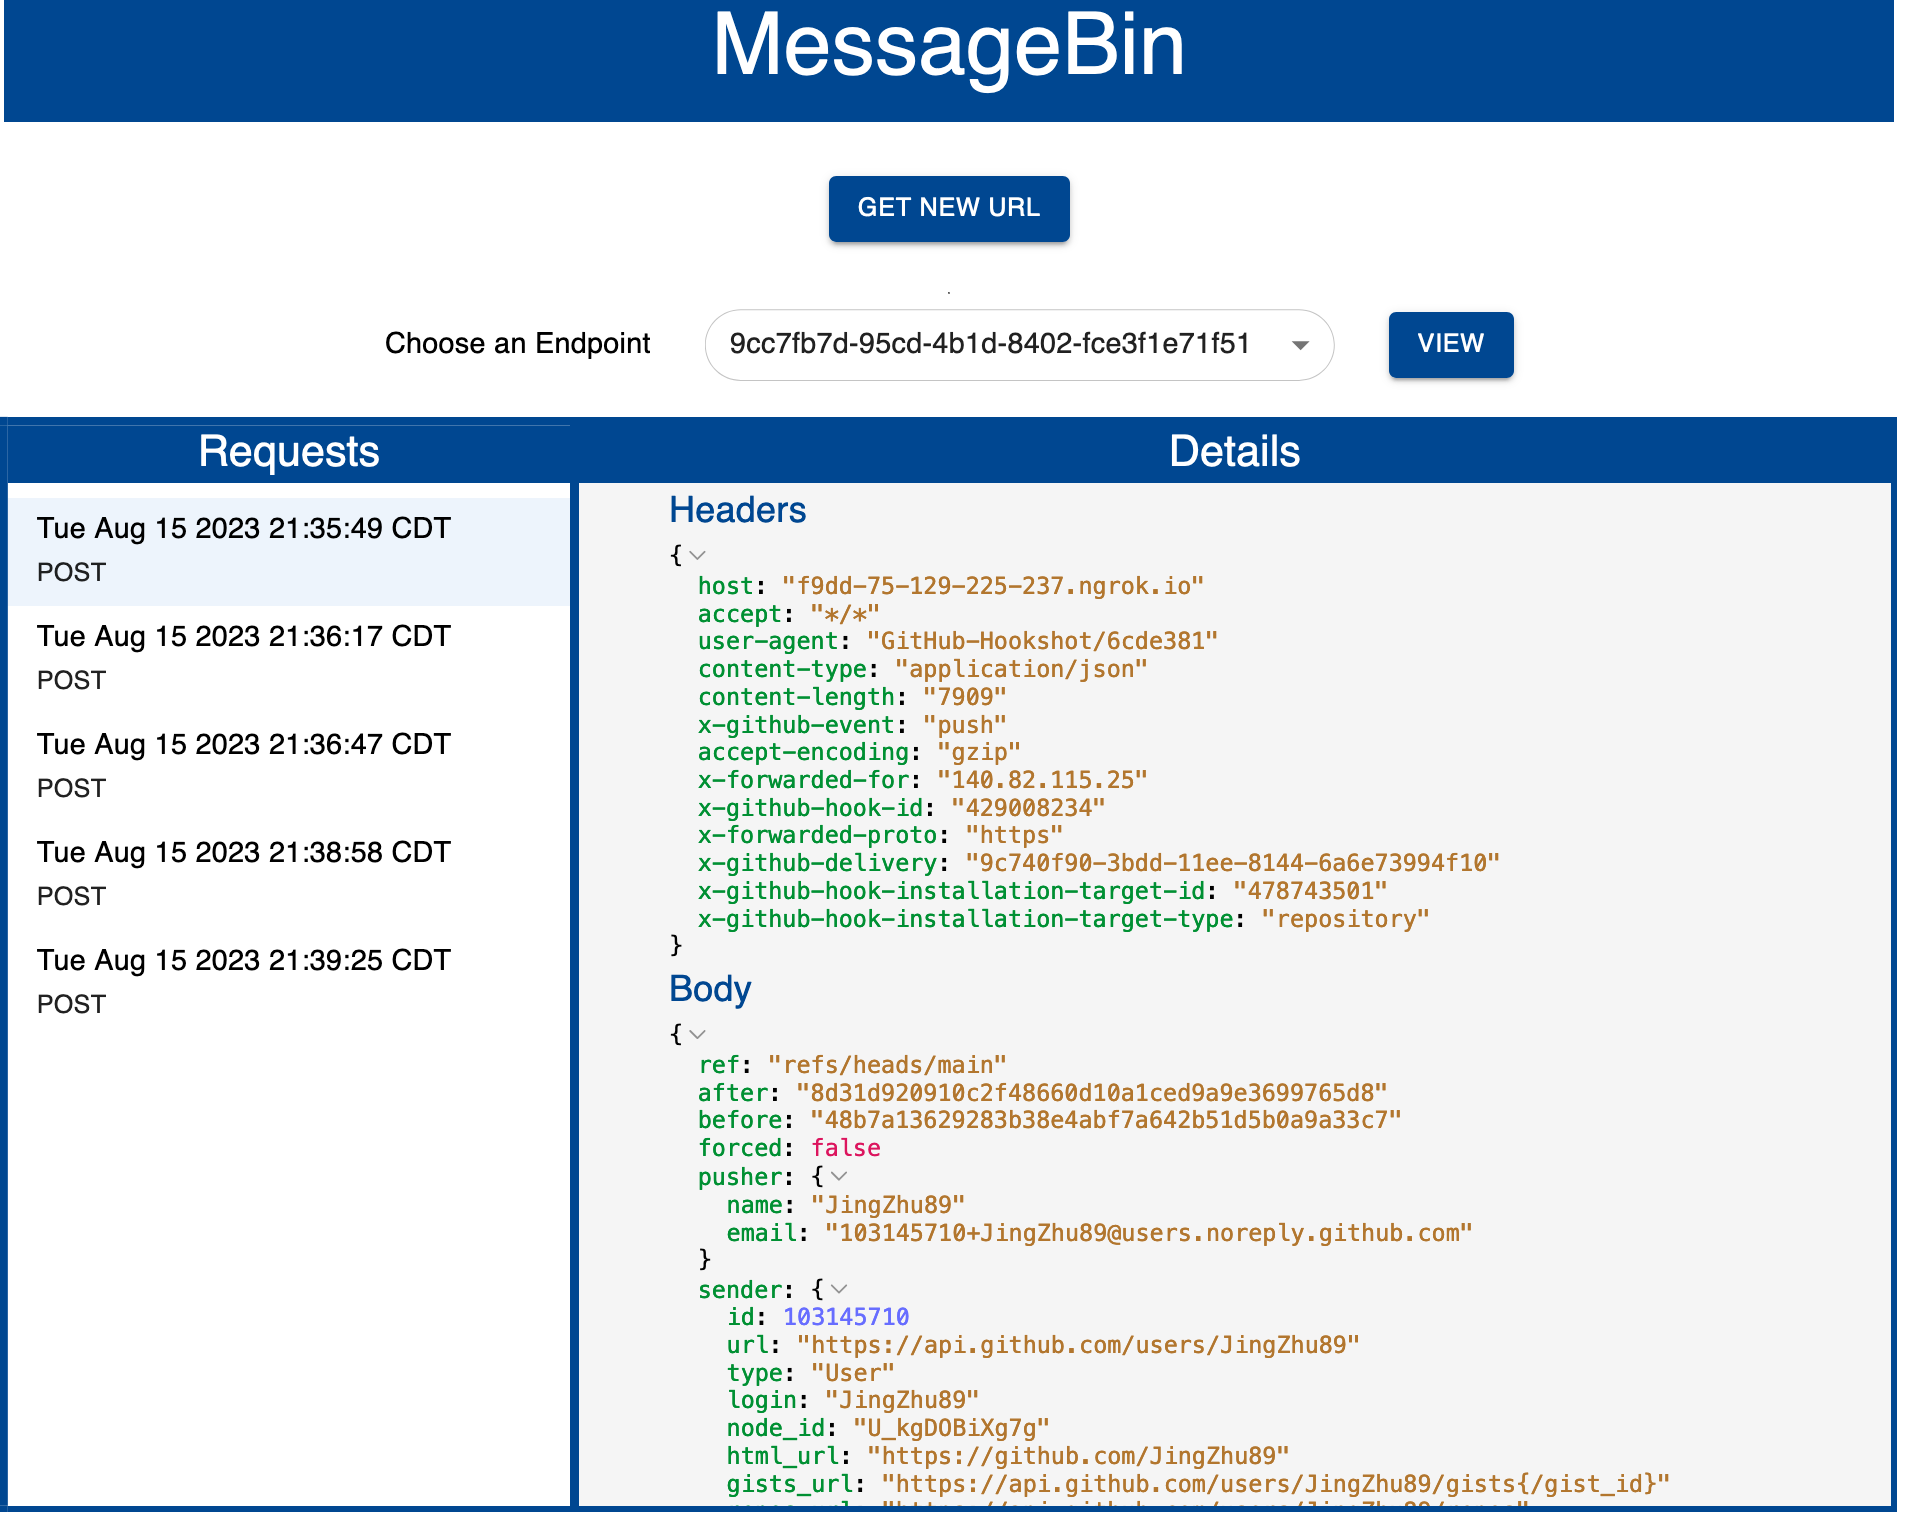 MessageBin
GET NEW URL
Choose an Endpoint
9cc7fb7d-95cd-4b1d-8402-fce3f1e71f51
VIEW
Requests
Tue Aug 15 2023 21:35:49 CDT
POST
Tue Aug 15 2023 21:36:17 CDT
POST
Tue Aug 15 2023 21:36:47 CDT
POST
Tue Aug 15 2023 21:38:58 CDT
POST
Tue Aug 15 2023 21:39:25 CDT
POST
Details
Headers
{
host: "f9dd-75-129-225-237.ngrok.io"
accept: "*/*"
user-agent: "GitHub-Hookshot/6cde381"
content-type: "application/json"
content-length: "7909"
x-github-event: "push"
accept-encoding: "gzip"
x-forwarded-for: "140.82.115.25"
x-github-hook-id: "429008234"
x-forwarded-proto: "https"
x-github-delivery: "9c740f90-3bdd-11ee-8144-6a6e73994f10"
x-github-hook-installation-target-id: "478743501"
x-github-hook-installation-target-type: "repository"
}
Body
{
ref: "refs/heads/main"
after: "8d31d920910c2f48660d10a1ced9a9e3699765d8"
before: "48b7a13629283b38e4abf7a642b51d5b0a9a33c7"
forced: false
pusher: {
name: "JingZhu89"
email: "103145710+JingZhu89@users.noreply.github.com"
}
sender: {
id: 103145710
url: "https://api.github.com/users/JingZhu89"
type: "User"
login: "JingZhu89"
node_id: "U_kgDOBiXg7g"
html_url: "https://github.com/JingZhu89"
gists_url: "https://api.github.com/users/JingZhu89/gists{/gist_id}"